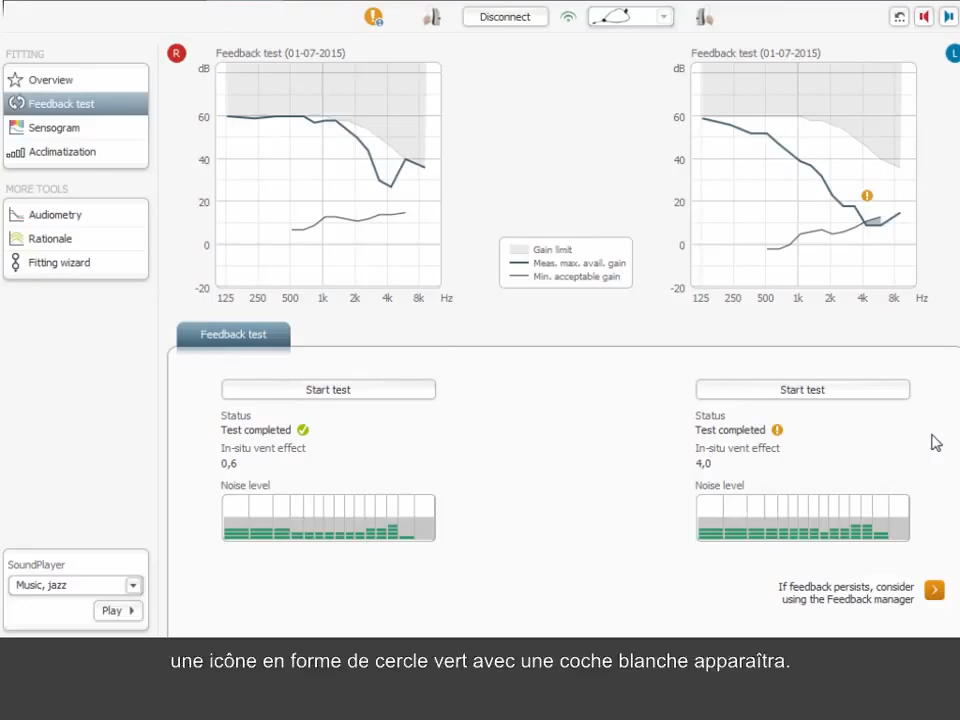 Disconnect
FITTING
Overview
Feedback test
Sensogram
Acclimatization
MORE TOOLS
Audiometry
Rationale
Fitting wizard
R
Feedback test (01-07-2015)
dB
60
40
20
0
-20
125 250 500 1k 2k 4k 8k Hz
Gain limit
Meas. max. avail. gain
Min. acceptable gain
Feedback test (01-07-2015)
L
dB
60
40
20
0
-20
125 250 500 1k 2k 4k 8k Hz
Feedback test
Start test
Status
Test completed
In-situ vent effect
0,6
Noise level
Start test
Status
Test completed
In-situ vent effect
4,0
Noise level
If feedback persists, consider
using the Feedback manager
SoundPlayer
Music, jazz
Play
une icône en forme de cercle vert avec une coche blanche apparaîtra.